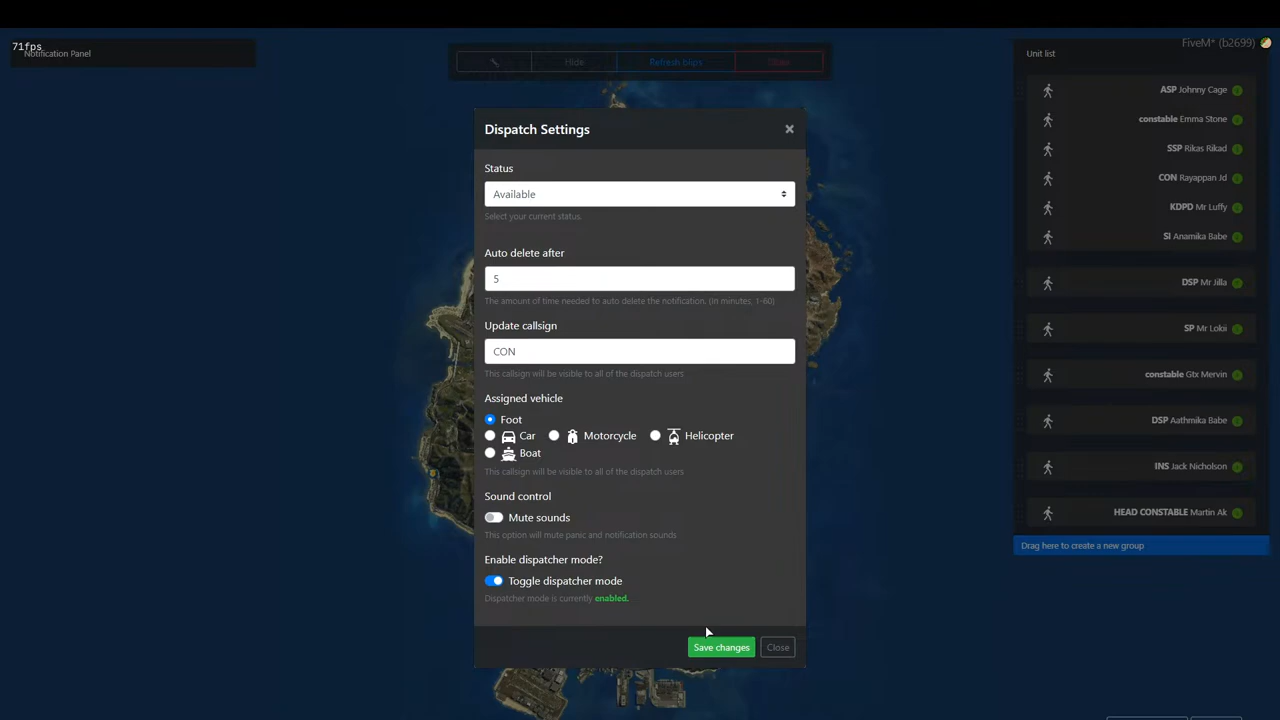 71fps
Notification Panel
Hide
Refresh blips
Close
FiveM* (b2699)
Unit list
ASP Johnny Cage
constable Emma Stone
SSP Rikas Rikad
CON Rayappan Jd
KDPD Mr Luffy
SI Anamika Babe
DSP Mr Jilla
SP Mr Lokii
constable Gtx Mervin
DSP Aathmika Babe
INS Jack Nicholson
HEAD CONSTABLE Martin Ak
Drag here to create a new group
Dispatch Settings
×
Status
Available
Select your current status.
Auto delete after
5
The amount of time needed to auto delete the notification. (In minutes, 1-60)
Update callsign
CON
This callsign will be visible to all of the dispatch users
Assigned vehicle
Foot
Car Motorcycle Helicopter
Boat
This callsign will be visible to all of the dispatch users
Sound control
Mute sounds
This option will mute panic and notification sounds
Enable dispatcher mode?
Toggle dispatcher mode
Dispatcher mode is currently enabled.
Save changes
Close